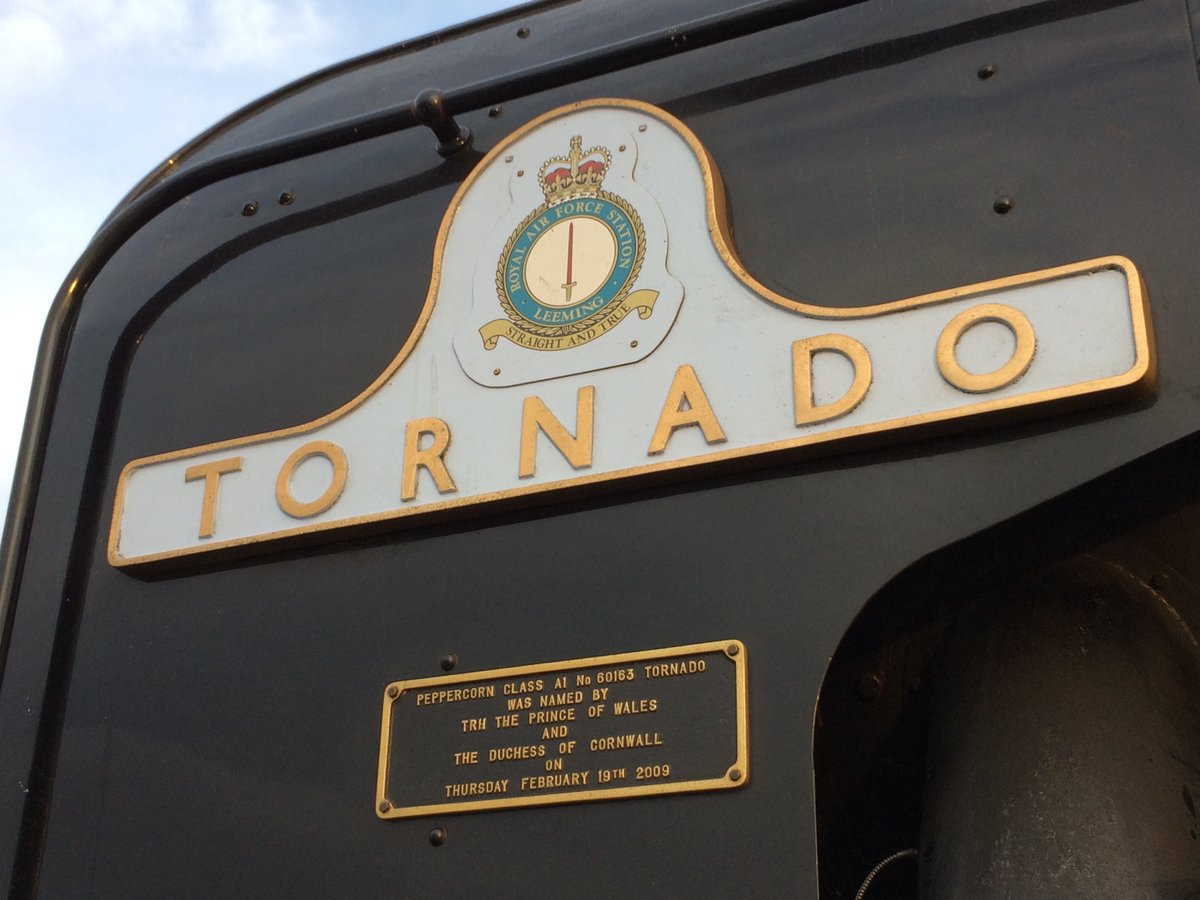 ROYAL AIR FORCE STATION
LEEMING
STRAIGHT AND TRUE
TORNADO
PEPPERCORN CLASS A1 No 60163 TORNADO
WAS NAMED BY
TRH THE PRINCE OF WALES
AND
THE DUCHESS OF CORNWALL
ON
THURSDAY FEBRUARY 19TH 2009